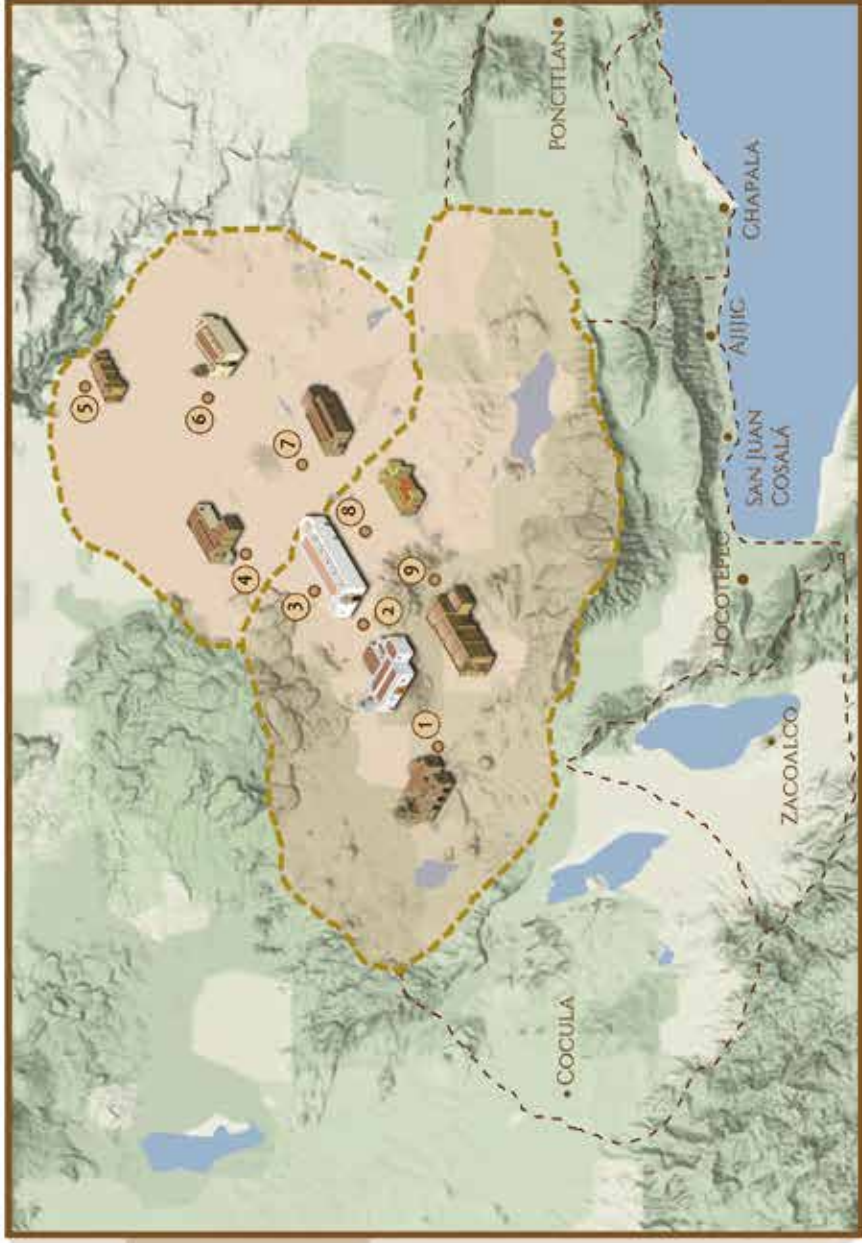 5
6
4
3
7
8
2
9
1
COCULA
PONCITLAN
JOCOTEPEC
AJIJIC
CHAPALA
SAN JUAN
COSALÁ
ZACOALCO